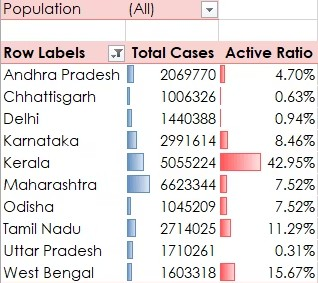 Population (All)
Row Labels Total Cases Active Ratio
Andhra Pradesh 2069770 4.70%
Chhattisgarh 1006326 0.63%
Delhi 1440388 0.94%
Karnataka 2991614 8.46%
Kerala 5055224 42.95%
Maharashtra 6623344 7.52%
Odisha 1045209 7.52%
Tamil Nadu 2714025 11.29%
Uttar Pradesh 1710261 0.31%
West Bengal 1603318 15.67%